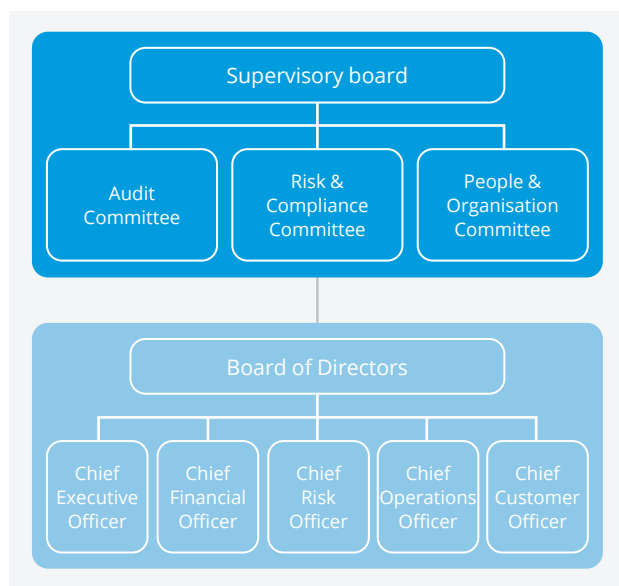 Supervisory board
Audit
Committee
Risk &
Compliance
Committee
People &
Organisation
Committee
Board of Directors
Chief
Executive
Officer
Chief
Financial
Officer
Chief
Risk
Officer
Chief
Operations
Officer
Chief
Customer
Officer